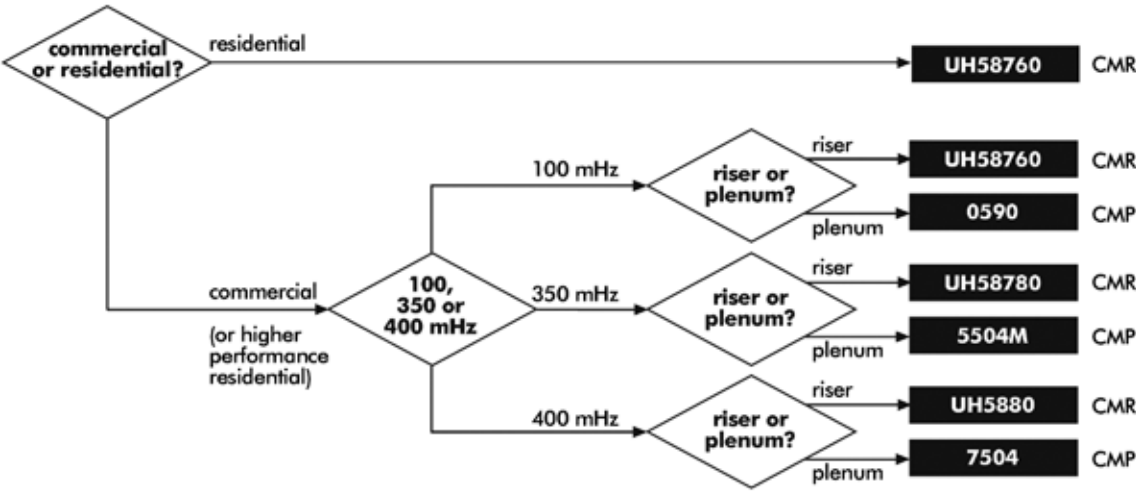 commercial
or residential?
residential
UH58760 CMR
100 mHz
riser or
plenum?
riser
UH58760 CMR
plenum
0590 CMP
commercial
(or higher
performance
residential)
100,
350 or
400 mHz
350 mHz
riser or
plenum?
riser
UH58780 CMR
plenum
5504M CMP
400 mHz
riser or
plenum?
riser
UH5880 CMR
plenum
7504 CMP